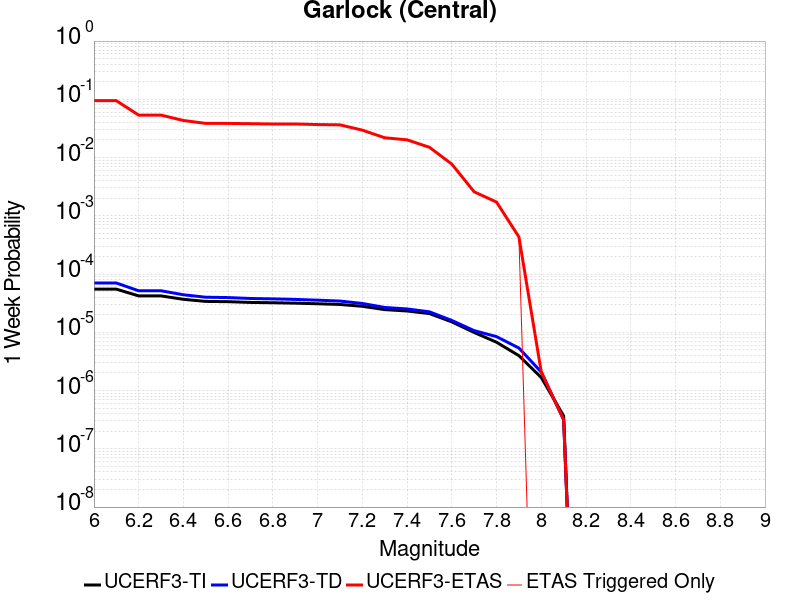 Garlock (Central)
1 Week Probability
10^0
10^-1
10^-2
10^-3
10^-4
10^-5
10^-6
10^-7
10^-8
6 6.2 6.4 6.6 6.8 7 7.2 7.4 7.6 7.8 8 8.2 8.4 8.6 8.8 9
Magnitude
UCERF3-TI UCERF3-TD UCERF3-ETAS ETAS Triggered Only